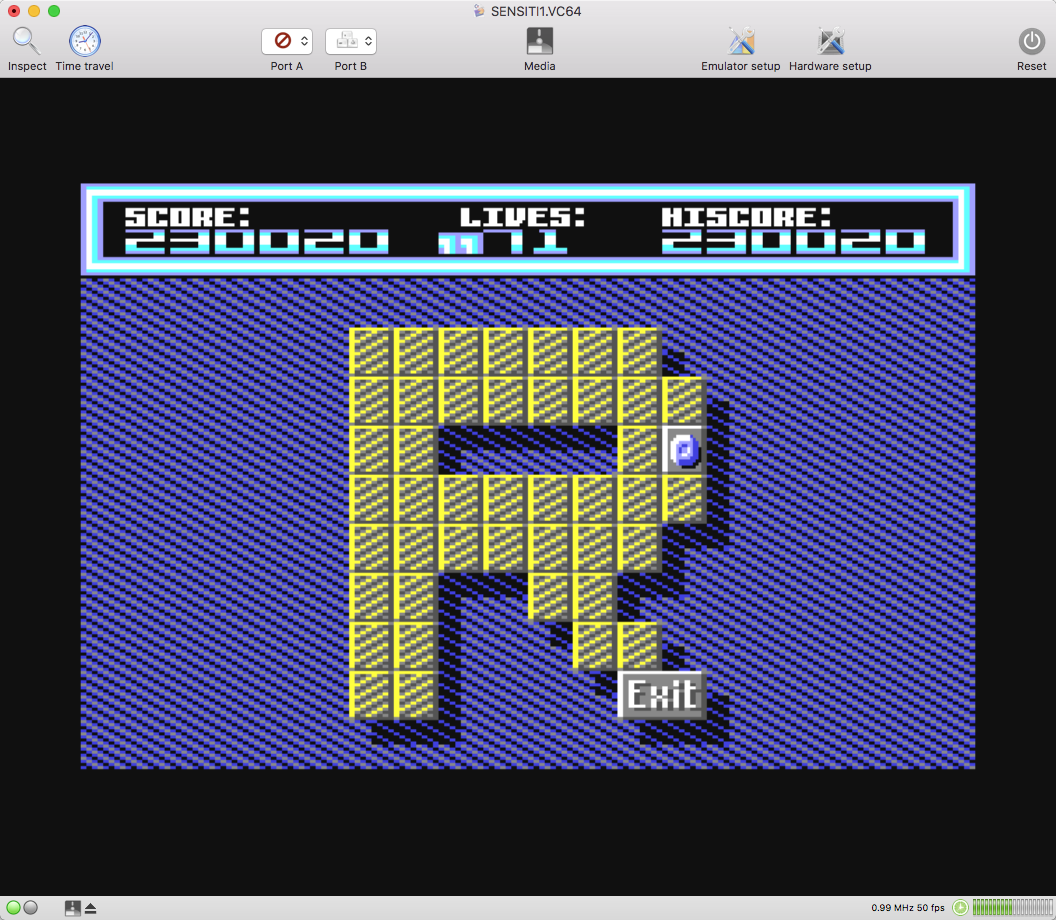 SENSITI1.VC64
Inspect Time travel Port A Port B Media Emulator setup Hardware setup Reset
SCORE: LIVES: HISCORE:
230020 71 230020
Exit
0.99 MHz 50 fps